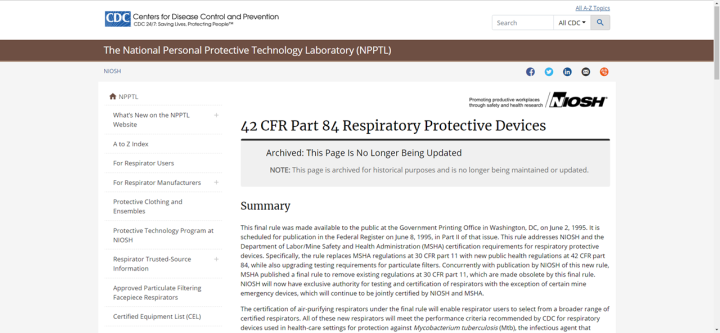 All A-Z Topics
CDC
Centers for Disease Control and Prevention
CDC 24/7: Saving Lives, Protecting People™
Search
All CDC
The National Personal Protective Technology Laboratory (NPPTL)
NIOSH
NPPTL
What's New on the NPPTL
Website
A to Z Index
For Respirator Users
For Respirator Manufacturers
Protective Clothing and
Ensembles
Protective Technology Program at
NIOSH
Respirator Trusted-Source
Information
Approved Particulate Filtering
Facepiece Respirators
Certified Equipment List (CEL)
Promoting productive workplaces
through safety and health research
NIOSH
42 CFR Part 84 Respiratory Protective Devices
Archived: This Page Is No Longer Being Updated
NOTE: This page is archived for historical purposes and is no longer being maintained or updated.
Summary
This final rule was made available to the public at the Government Printing Office in Washington, DC, on June 2, 1995. It is
scheduled for publication in the Federal Register on June 8, 1995, in Part II of that issue. This rule addresses NIOSH and the
Department of Labor/Mine Safety and Health Administration (MSHA) certification requirements for respiratory protective
devices. Specifically, the rule replaces MSHA regulations at 30 CFR part 11 with new public health regulations at 42 CFR part
84, while also upgrading testing requirements for particulate filters. Concurrently with publication by NIOSH of this new rule,
MSHA published a final rule to remove existing regulations at 30 CFR part 11, which are made obsolete by this final rule.
NIOSH will now have exclusive authority for testing and certification of respirators with the exception of certain mine
emergency devices, which will continue to be jointly certified by NIOSH and MSHA.
The certification of air-purifying respirators under the final rule will enable respirator users to select from a broader range of
certified respirators. All of these new respirators will meet the performance criteria recommended by CDC for respiratory
devices used in health-care settings for protection against Mycobacterium tuberculosis (Mtb), the infectious agent that